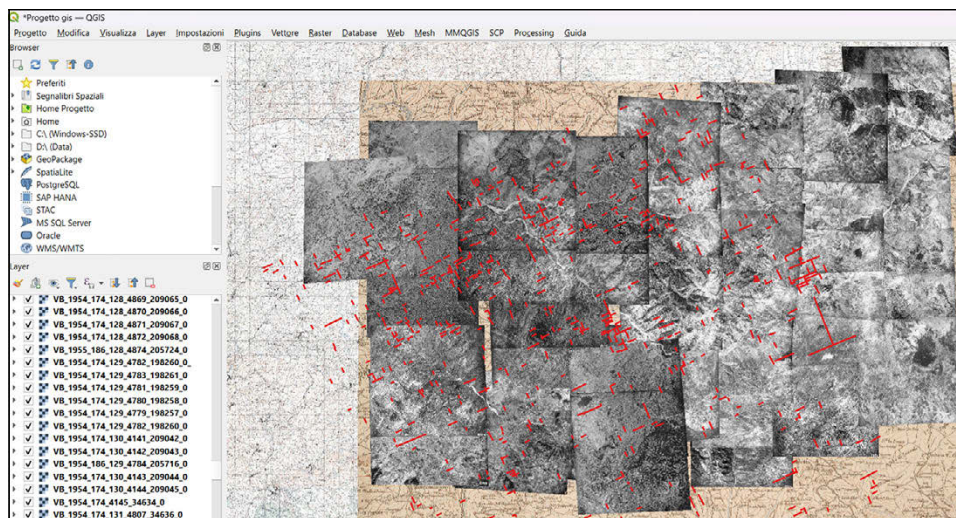 *Progetto gis — QGIS
Progetto Modifica Visualizza Layer Impostazioni Plugins Vettore Raster Database Web Mesh MMQGIS SCP Processing Guida
Browser
Preferiti
Segnalibri Spaziali
Home Progetto
Home
C:\ (Windows-SSD)
D:\ (Data)
GeoPackage
SpatiaLite
PostgreSQL
SAP HANA
STAC
MS SQL Server
Oracle
WMS/WMTS
Layer
VB_1954_174_128_4869_209065_0
VB_1954_174_128_4870_209066_0
VB_1954_174_128_4871_209067_0
VB_1954_174_128_4872_209068_0
VB_1955_186_128_4874_205724_0
VB_1954_174_129_4782_198260_0_
VB_1954_174_129_4783_198261_0
VB_1954_174_129_4781_198259_0
VB_1954_174_129_4780_198258_0
VB_1954_174_129_4779_198257_0
VB_1954_174_129_4782_198260_0
VB_1954_174_130_4141_209042_0
VB_1954_174_130_4142_209043_0
VB_1954_186_129_4784_205716_0
VB_1954_174_130_4143_209044_0
VB_1954_174_130_4144_209045_0
VB_1954_174_4145_34634_0
VB_1954_174_131_4807_34636_0